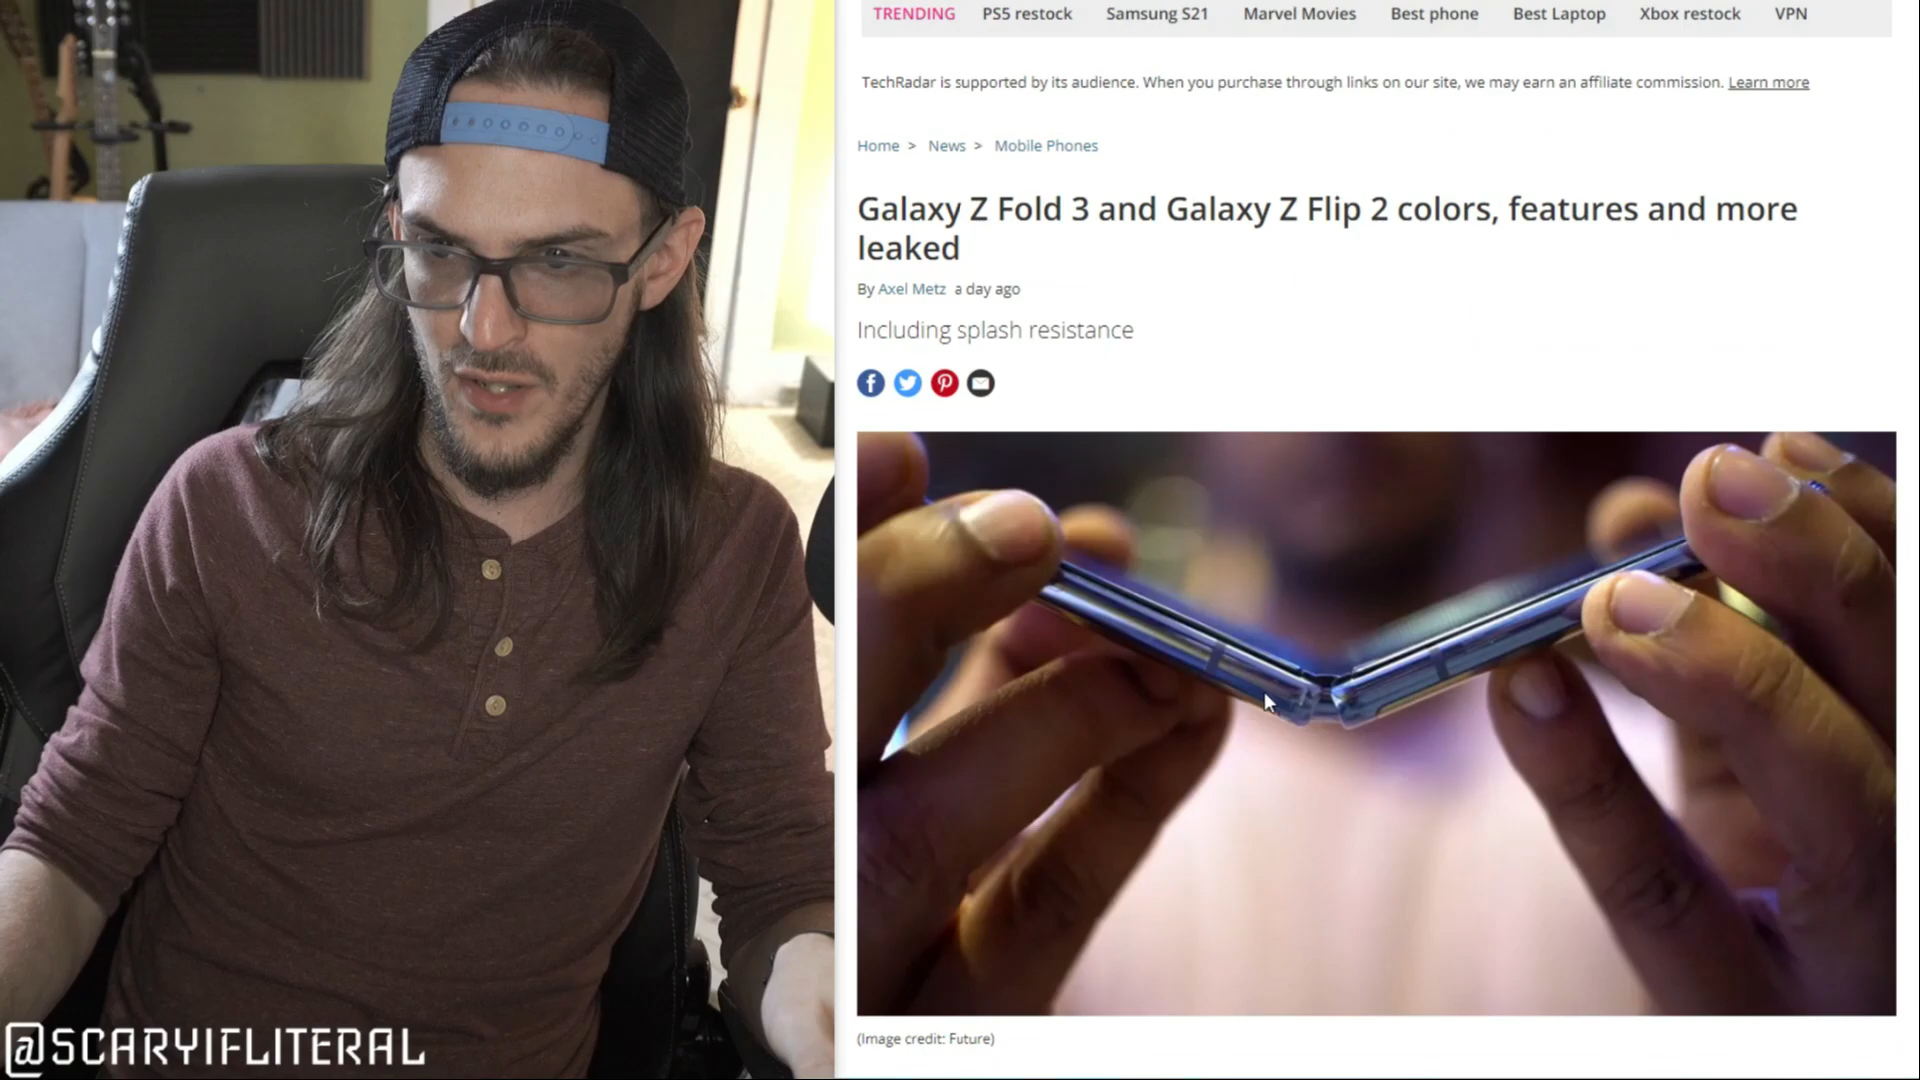 TRENDING PS5 restock Samsung S21 Marvel Movies Best phone Best Laptop Xbox restock VPN
TechRadar is supported by its audience. When you purchase through links on our site, we may earn an affiliate commission. Learn more
Home > News > Mobile Phones
Galaxy Z Fold 3 and Galaxy Z Flip 2 colors, features and more
leaked
By Axel Metz a day ago
Including splash resistance
(Image credit: Future)
@SCARYIFLITERAL